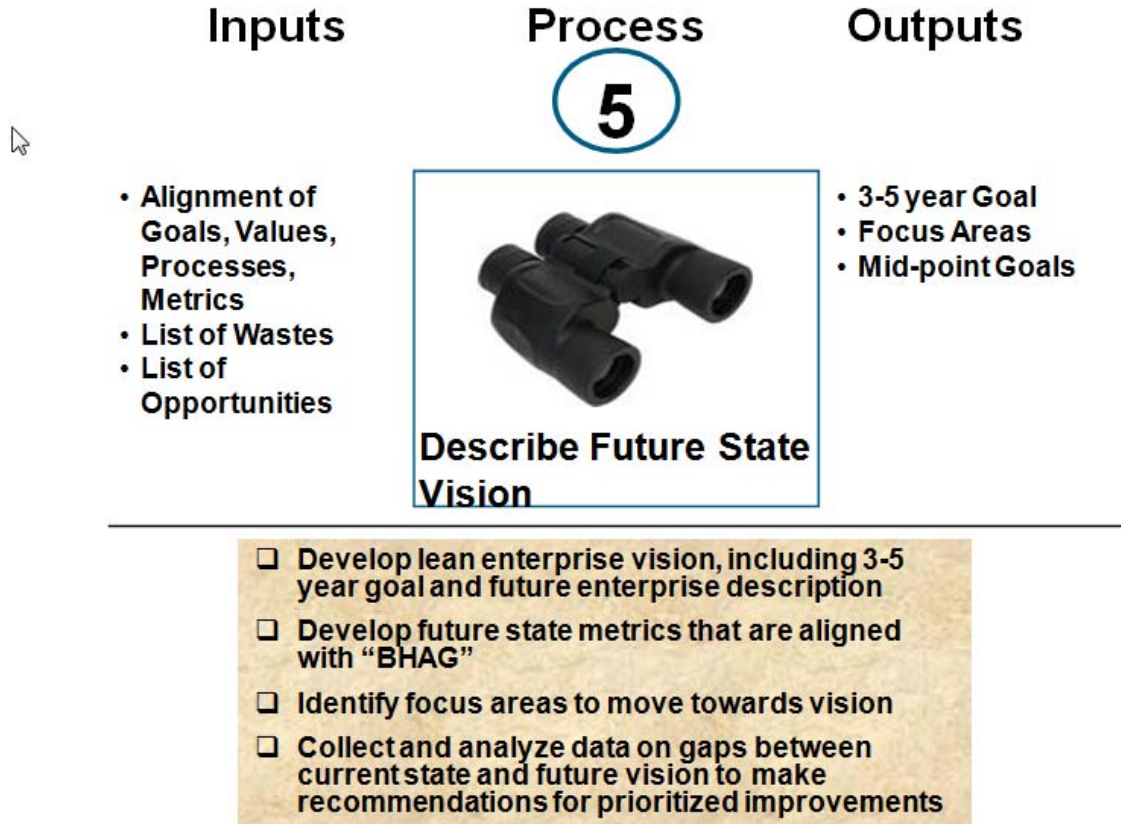 Inputs
Process
Outputs
5
• Alignment of
Goals, Values,
Processes,
Metrics
• List of Wastes
• List of
Opportunities
Describe Future State
Vision
• 3-5 year Goal
• Focus Areas
• Mid-point Goals
❑ Develop lean enterprise vision, including 3-5
year goal and future enterprise description
❑ Develop future state metrics that are aligned
with “BHAG”
❑ Identify focus areas to move towards vision
❑ Collect and analyze data on gaps between
current state and future vision to make
recommendations for prioritized improvements